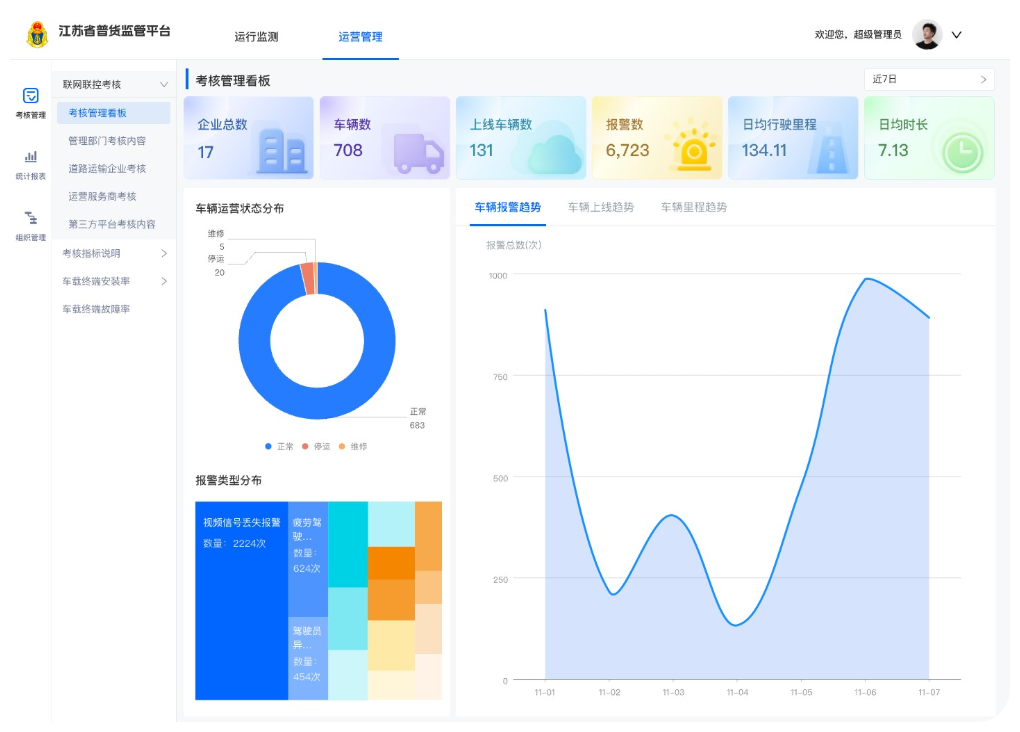 江苏省普货监管平台
运行监测
运营管理
欢迎您，超级管理员
考核管理
统计报表
组织管理
联网联控考核
考核管理看板
管理部门考核内容
道路运输企业考核
运营服务商考核
第三方平台考核内容
考核指标说明
车载终端安装率
车载终端故障率
考核管理看板
近7日
企业总数
17
车辆数
708
上线车辆数
131
报警数
6,723
日均行驶里程
134.11
日均时长
7.13
车辆运营状态分布
维修
5
停运
20
正常
683
正常
停运
维修
报警类型分布
视频信号丢失报警
数量：2224次
疲劳驾
驶...
数量：
624次
驾驶员
异...
数量：
454次
车辆报警趋势
车辆上线趋势
车辆里程趋势
报警总数(次)
1000
750
500
250
0
11-01
11-02
11-03
11-04
11-05
11-06
11-07